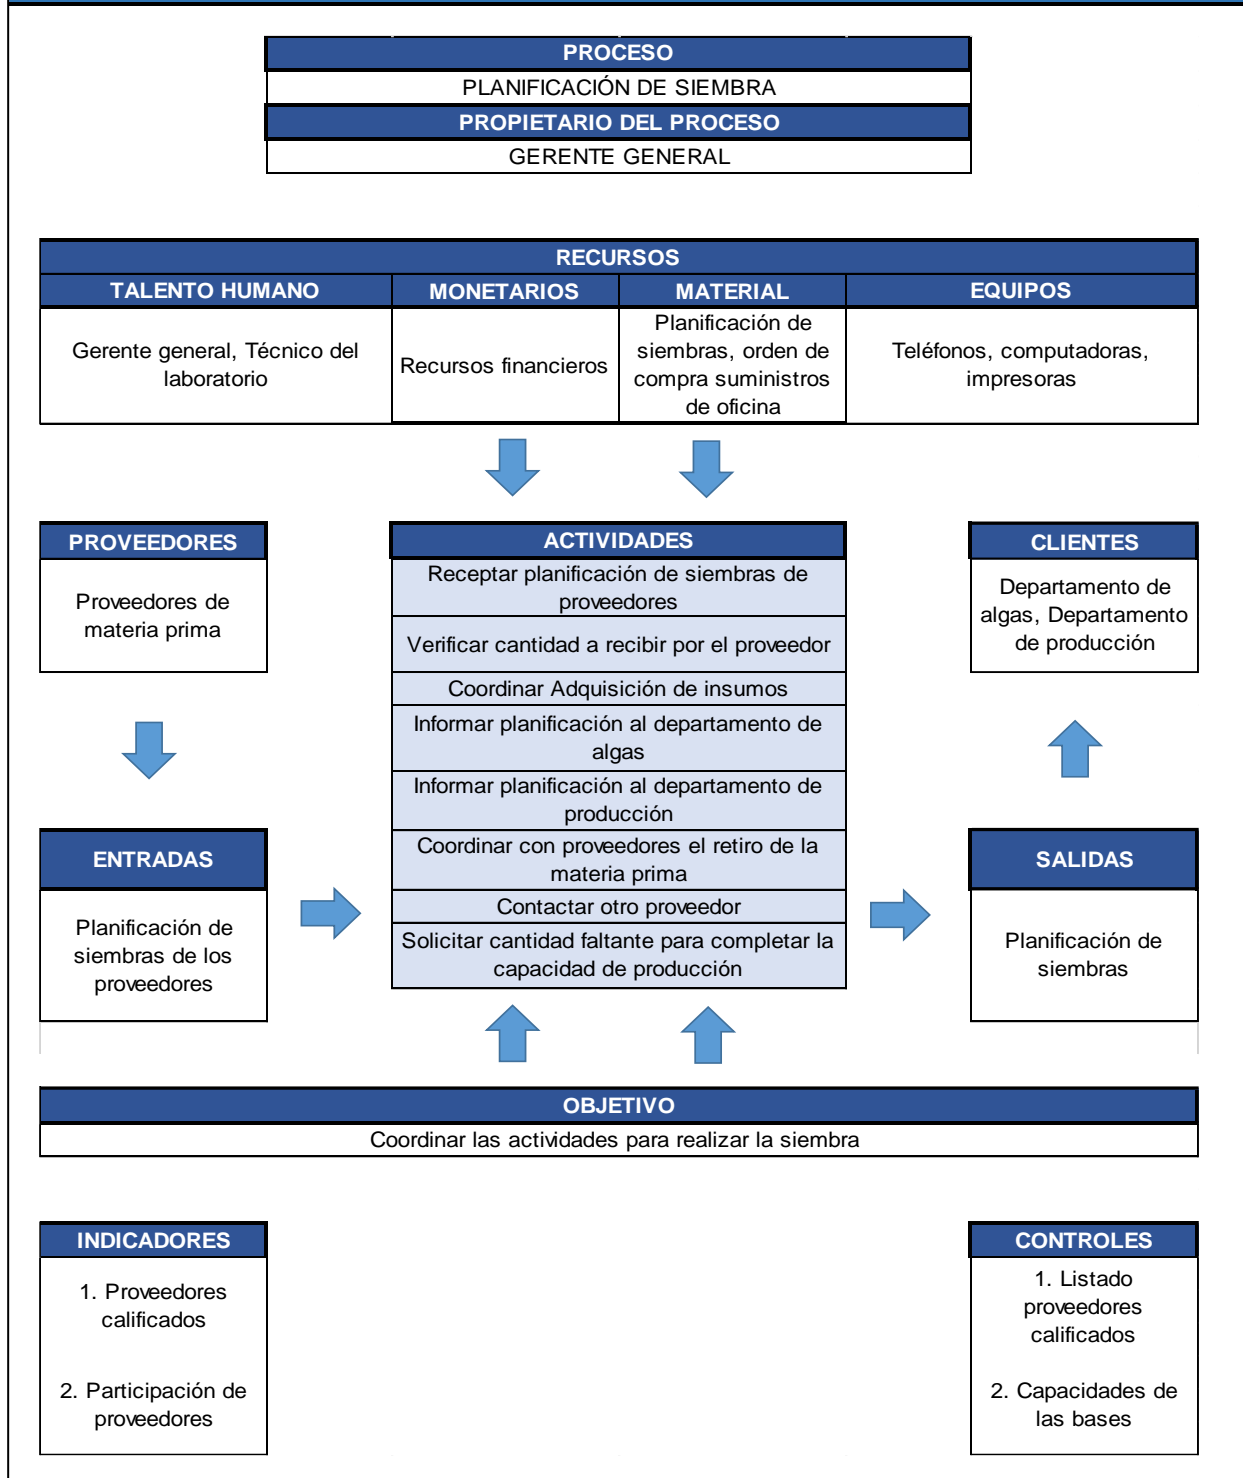 PROCESO
PLANIFICACIÓN DE SIEMBRA
PROPIETARIO DEL PROCESO
GERENTE GENERAL
RECURSOS
TALENTO HUMANO
MONETARIOS
MATERIAL
EQUIPOS
Gerente general, Técnico del
laboratorio
Recursos financieros
Planificación de
siembras, orden de
compra suministros
de oficina
Teléfonos, computadoras,
impresoras
PROVEEDORES
Proveedores de
materia prima
ENTRADAS
Planificación de
siembras de los
proveedores
ACTIVIDADES
Receptar planificación de siembras de
proveedores
Verificar cantidad a recibir por el proveedor
Coordinar Adquisición de insumos
Informar planificación al departamento de
algas
Informar planificación al departamento de
producción
Coordinar con proveedores el retiro de la
materia prima
Contactar otro proveedor
Solicitar cantidad faltante para completar la
capacidad de producción
CLIENTES
Departamento de
algas, Departamento
de producción
SALIDAS
Planificación de
siembras
OBJETIVO
Coordinar las actividades para realizar la siembra
INDICADORES
1. Proveedores
calificados
2. Participación de
proveedores
CONTROLES
1. Listado
proveedores
calificados
2. Capacidades de
las bases